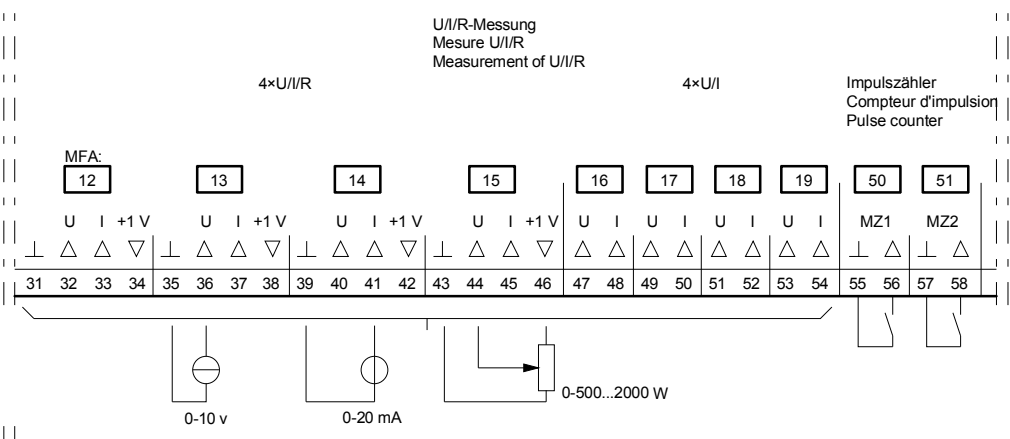 U/I/R-Messung
Mesure U/I/R
Measurement of U/I/R
4×U/I/R
4×U/I
Impulszähler
Compteur d'impulsion
Pulse counter
MFA:
12 13 14 15 16 17 18 19 50 51
U I +1 V U I +1 V U I +1 V U I +1 V U I U I U I U I MZ1 MZ2
31 32 33 34 35 36 37 38 39 40 41 42 43 44 45 46 47 48 49 50 51 52 53 54 55 56 57 58
0-500...2000 W
0-10 v
0-20 mA